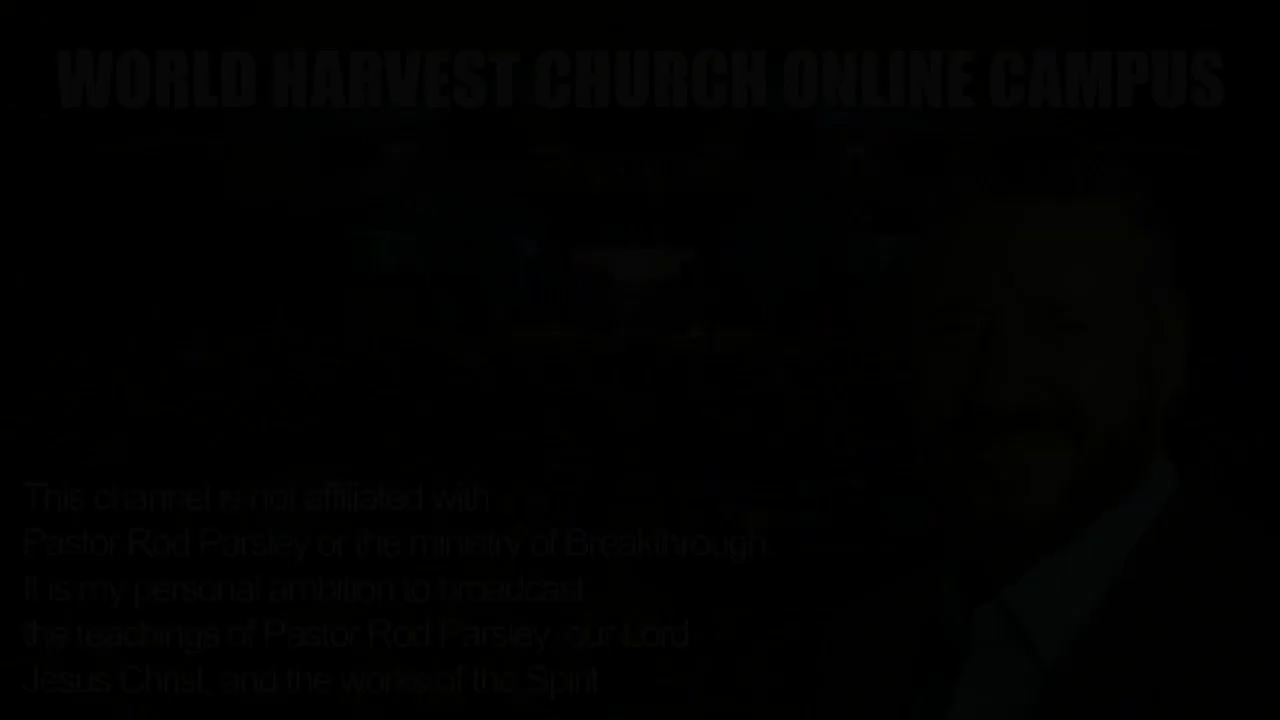 WORLD HARVEST CHURCH ONLINE CAMPUS
This channel is not affiliated with
Pastor Rod Parsley or the ministry of Breakthrough.
It is my personal ambition to broadcast
the teachings of Pastor Rod Parsley, our Lord
Jesus Christ, and the works of the Spirit